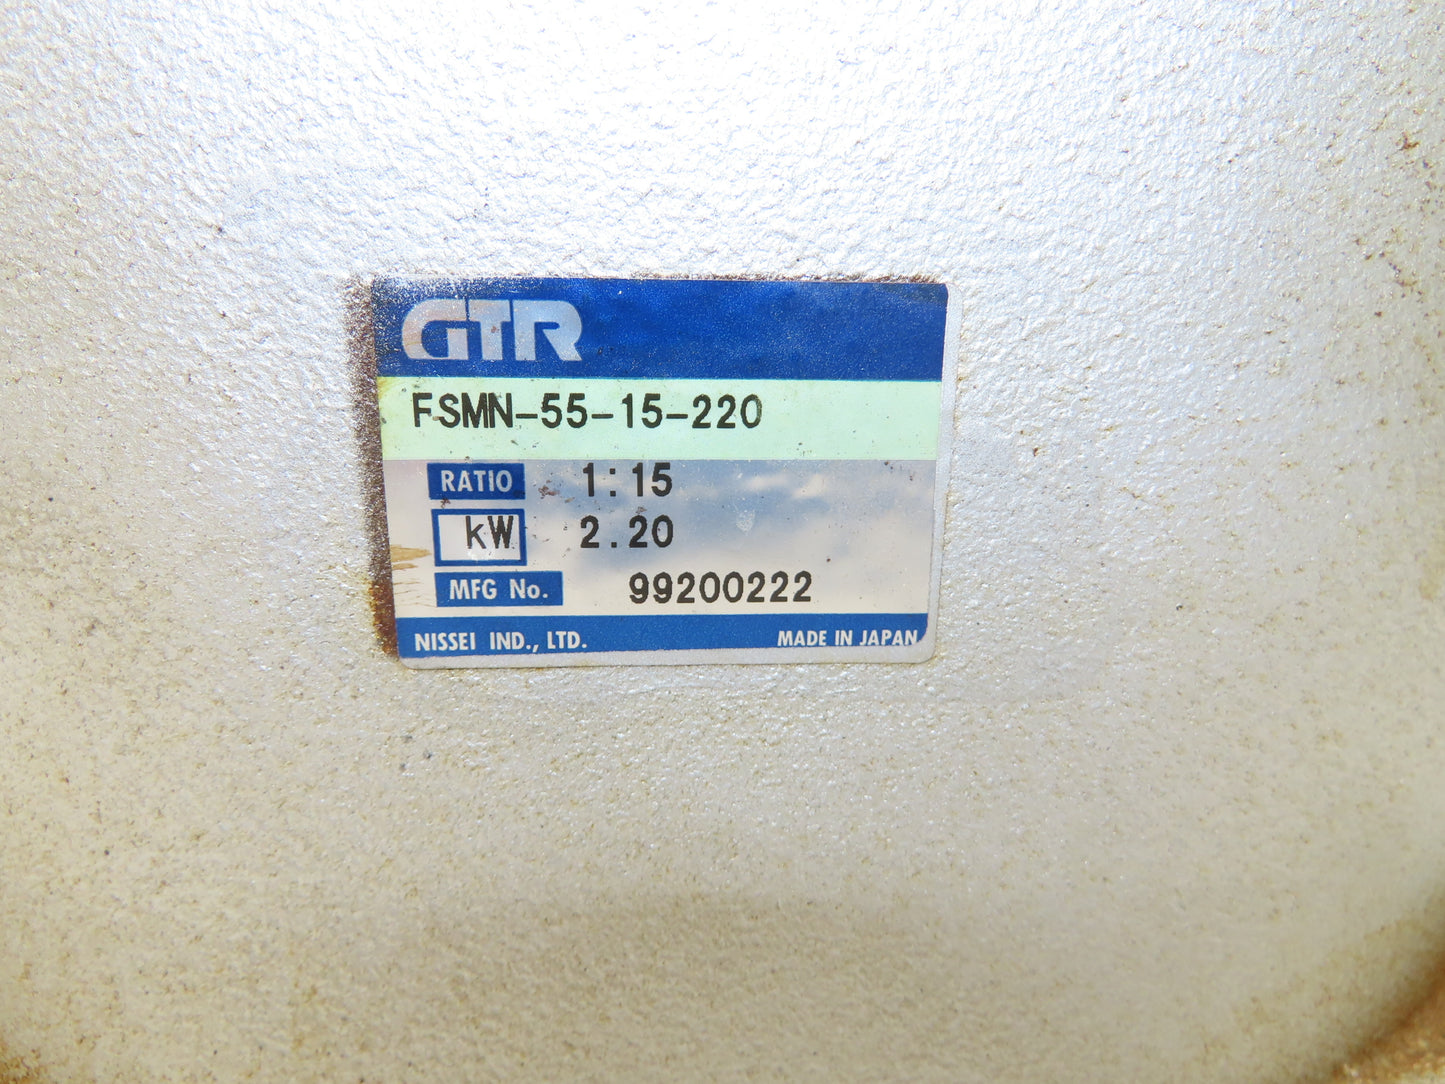 GTR
FSMN-55-15-220
RATIO 1:15
kW 2.20
MFG No. 99200222
NISSEI IND., LTD. MADE IN JAPAN